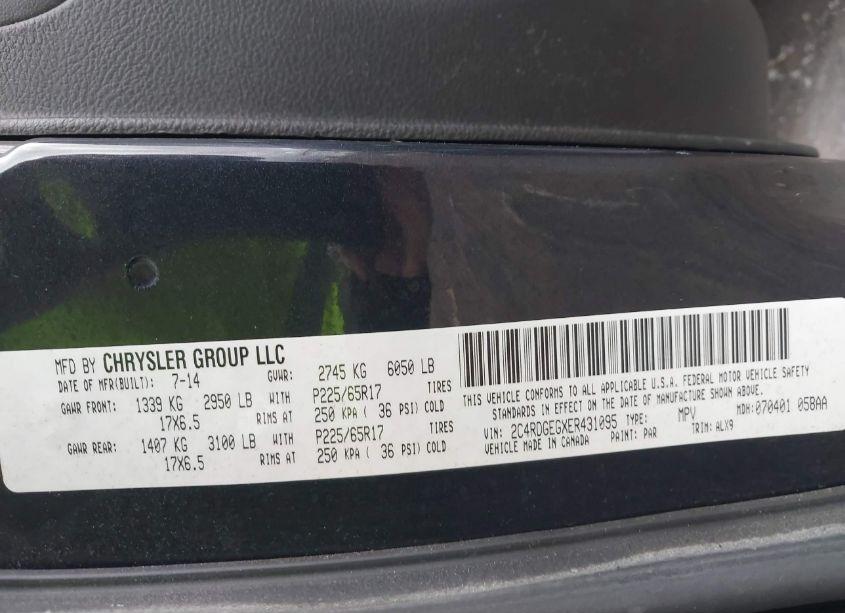 MFD BY CHRYSLER GROUP LLC
DATE OF MFR(BUILT): 7-14 GVWR: 2745 KG 6050 LB
GAWR FRONT: 1339 KG 2950 LB WITH P225/65R17 TIRES
17X6.5 RIMS AT 250 KPA ( 36 PSI) COLD
GAWR REAR: 1407 KG 3100 LB WITH P225/65R17 TIRES
17X6.5 RIMS AT 250 KPA ( 36 PSI) COLD
THIS VEHICLE CONFORMS TO ALL APPLICABLE U.S.A. FEDERAL MOTOR VEHICLE SAFETY
STANDARDS IN EFFECT ON THE DATE OF MANUFACTURE SHOWN ABOVE.
VIN: 2C4RDGEGXER431095 TYPE: MPV MDH: 070401 05BAA
VEHICLE MADE IN CANADA PAINT: PAR TRIM: ALX9